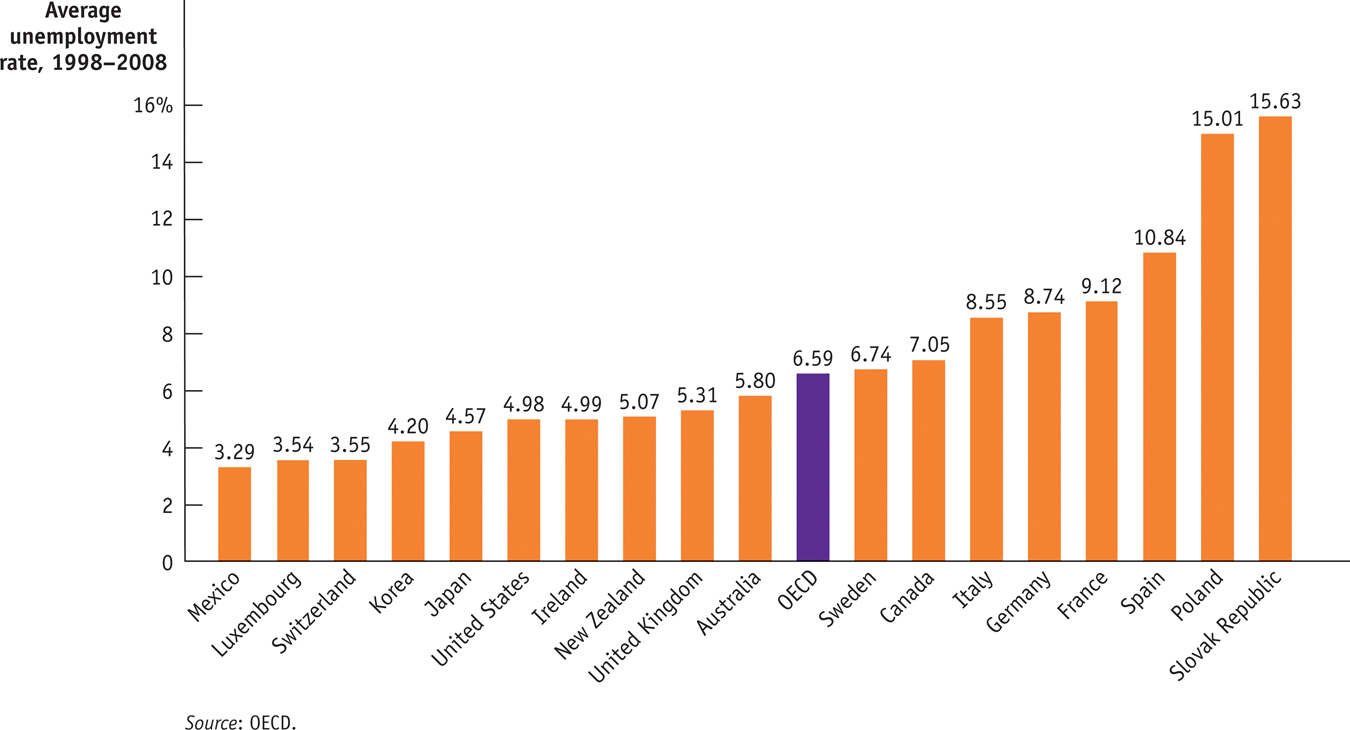 Average
unemployment
rate, 1998–2008
16%
14
12
10
8
6
4
2
0
3.29
3.54
3.55
4.20
4.57
4.98
4.99
5.07
5.31
5.80
6.59
6.74
7.05
8.55
8.74
9.12
10.84
15.01
15.63
Mexico
Luxembourg
Switzerland
Korea
Japan
United States
Ireland
New Zealand
United Kingdom
Australia
OECD
Sweden
Canada
Italy
Germany
France
Spain
Poland
Slovak Republic
Source: OECD.